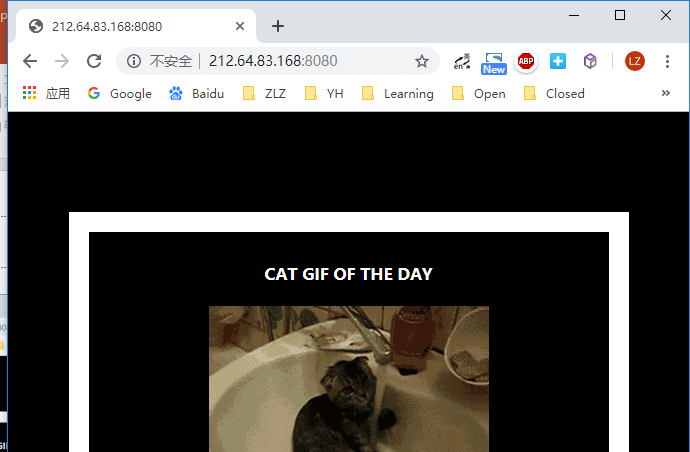 212.64.83.168:8080
不安全 212.64.83.168:8080
en
New
ABP
LZ
应用 Google Baidu ZLZ YH Learning Open Closed »
CAT GIF OF THE DAY